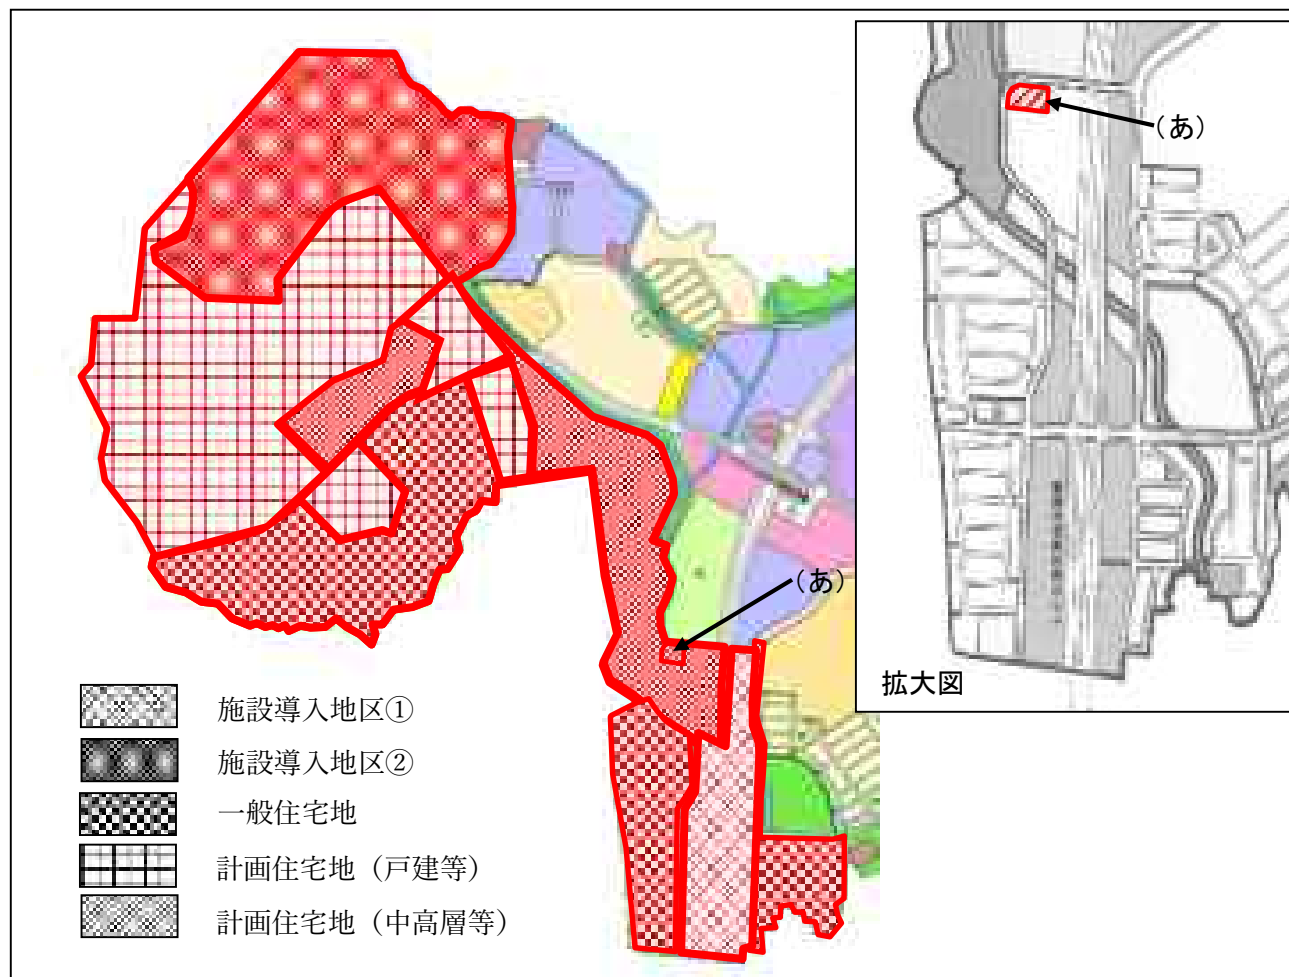 (あ)
拡大図
(あ)
施設導入地区①
施設導入地区②
一般住宅地
計画住宅地（戸建等）
計画住宅地（中高層等）